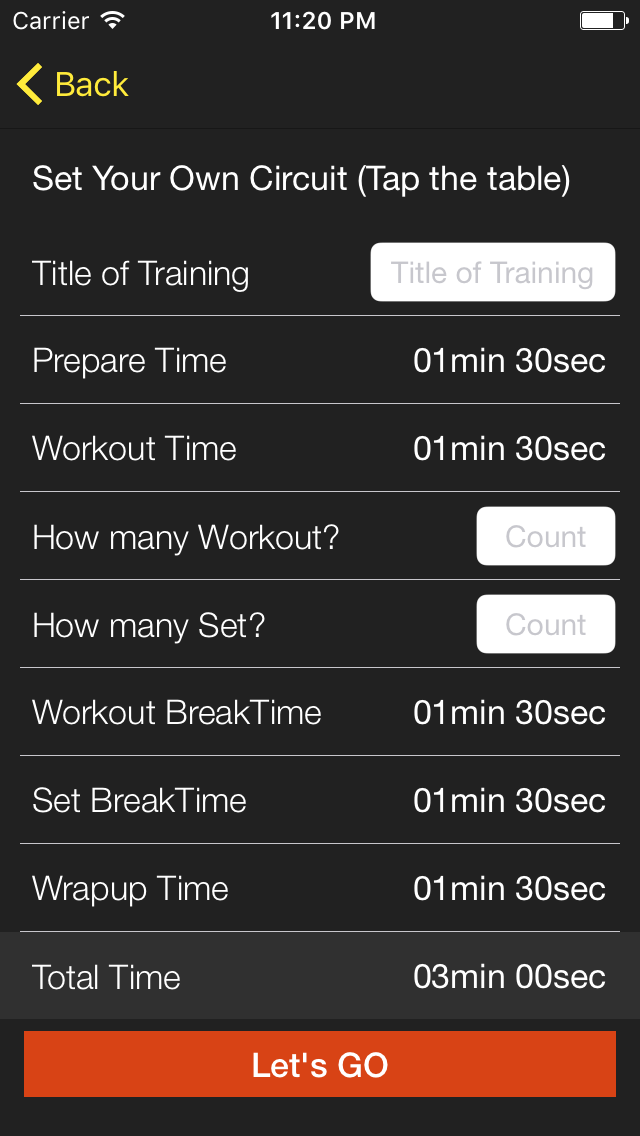 Carrier 11:20 PM
Back
Set Your Own Circuit (Tap the table)
Title of Training Title of Training
Prepare Time 01min 30sec
Workout Time 01min 30sec
How many Workout? Count
How many Set? Count
Workout BreakTime 01min 30sec
Set BreakTime 01min 30sec
Wrapup Time 01min 30sec
Total Time 03min 00sec
Let's GO